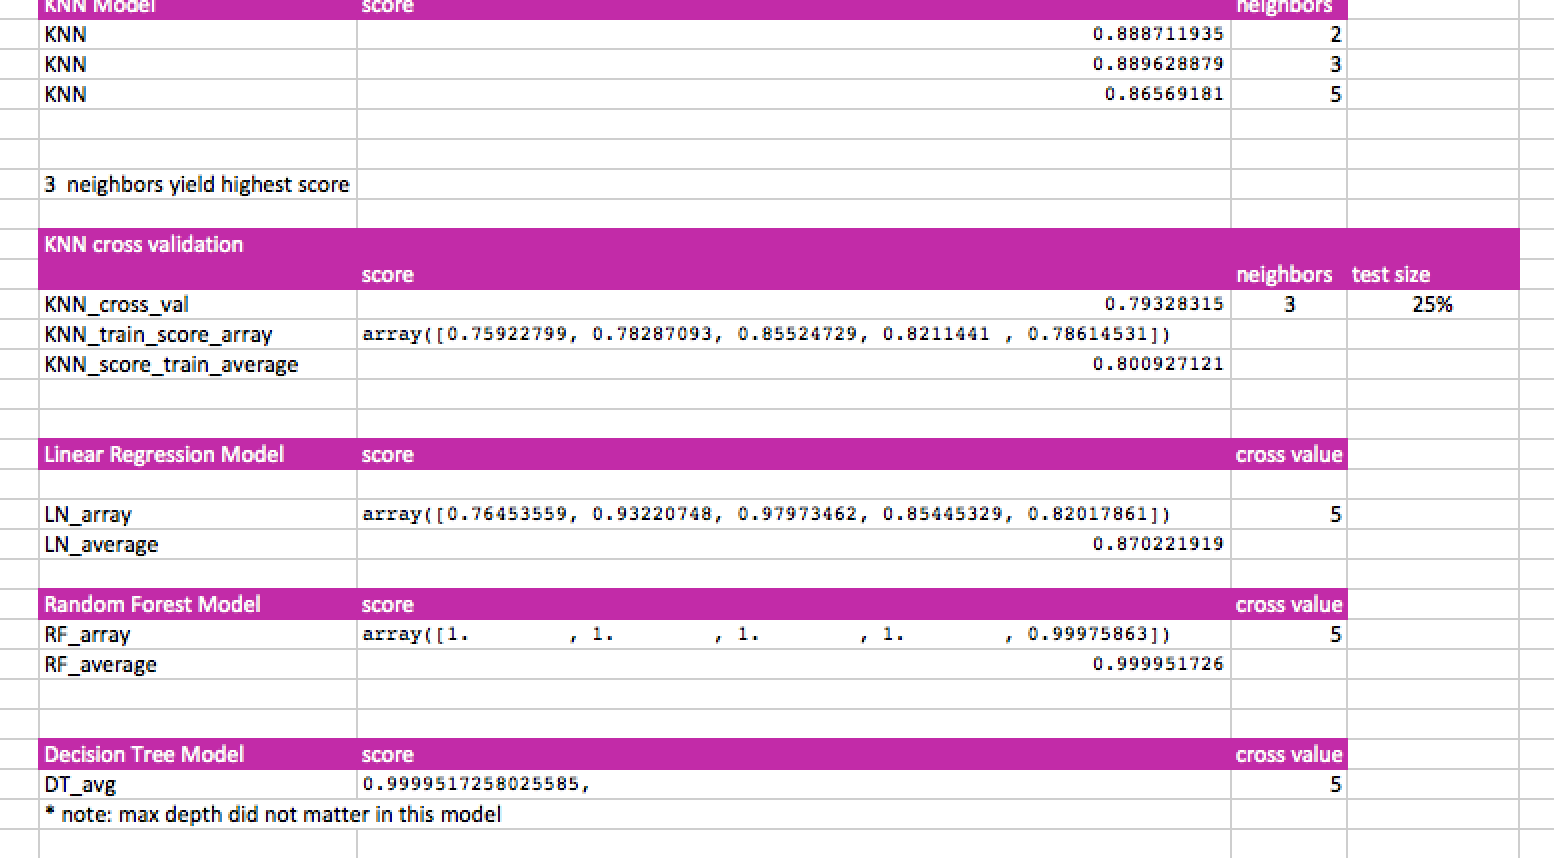 KNN Model score neighbors
KNN 0.888711935 2
KNN 0.889628879 3
KNN 0.86569181 5
3  neighbors yield highest score
KNN cross validation
score neighbors test size
KNN_cross_val 0.79328315 3 25%
KNN_train_score_array array([0.75922799, 0.78287093, 0.85524729, 0.8211441 , 0.78614531])
KNN_score_train_average 0.800927121
Linear Regression Model score cross value
LN_array array([0.76453559, 0.93220748, 0.97973462, 0.85445329, 0.82017861]) 5
LN_average 0.870221919
Random Forest Model score cross value
RF_array array([1.        , 1.        , 1.        , 1.        , 0.99975863]) 5
RF_average 0.999951726
Decision Tree Model score cross value
DT_avg 0.9999517258025585, 5
* note: max depth did not matter in this model